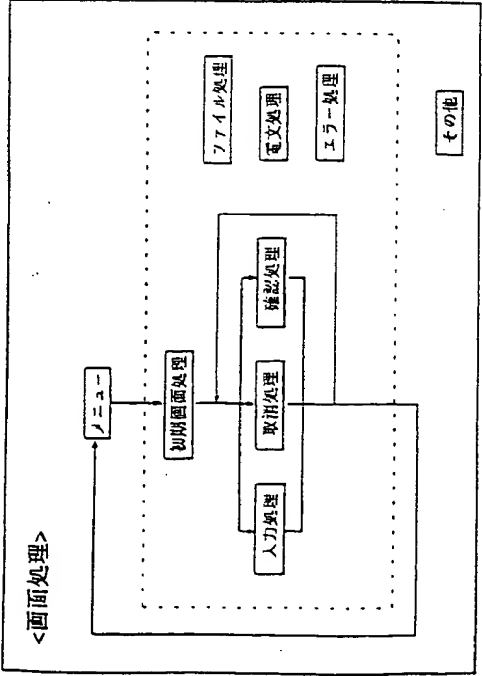 <画面処理>
メニュー
初期画面処理
入力処理
取消処理
確認処理
ファイル処理
電文処理
エラー処理
その他